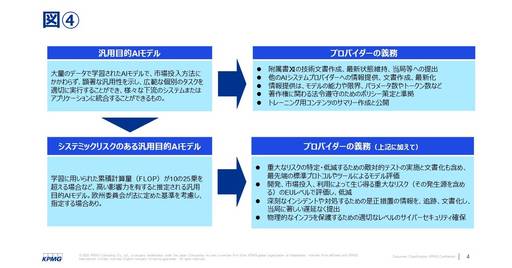 図④
汎用目的AIモデル
大量のデータで学習されたAIモデルで、市場投入方法に
かかわらず、顕著な汎用性を示し、広範な個別のタスクを
適切に実行することができ、様々な下流のシステムまたは
アプリケーションに統合することができるもの。
プロバイダーの義務
附属書XIの技術文書作成、最新状態維持、当局等への提出
他のAIシステムプロバイダーへの情報提供、文書作成、最新化
情報提供は、モデルの能力や限界、パラメータ数やトークン数など
著作権に関わる法令遵守のためのポリシー策定と準拠
トレーニング用コンテンツのサマリー作成と公開
システミックリスクのある汎用目的AIモデル
学習に用いられた累積計算量（FLOP）が10の25乗を
超える場合など、高い影響力を有すると推定される汎用
目的AIモデル。欧州委員会が法に定めた基準を考慮し、
指定する場合あり。
プロバイダーの義務（上記に加えて）
重大なリスクの特定・低減するための敵対的テストの実施と文書化も含め、
最先端の標準プロトコルやツールによるモデル評価
開発、市場投入、利用によって生じ得る重大なリスク（その発生源を含め
る）のEUレベルで評価し、低減
深刻なインシデントや対処するための是正措置の情報を、追跡、文書化し、
当局に著しい遅延なく提出
物理的なインフラを保護するための適切なレベルのサイバーセキュリティ確保
KPMG
4